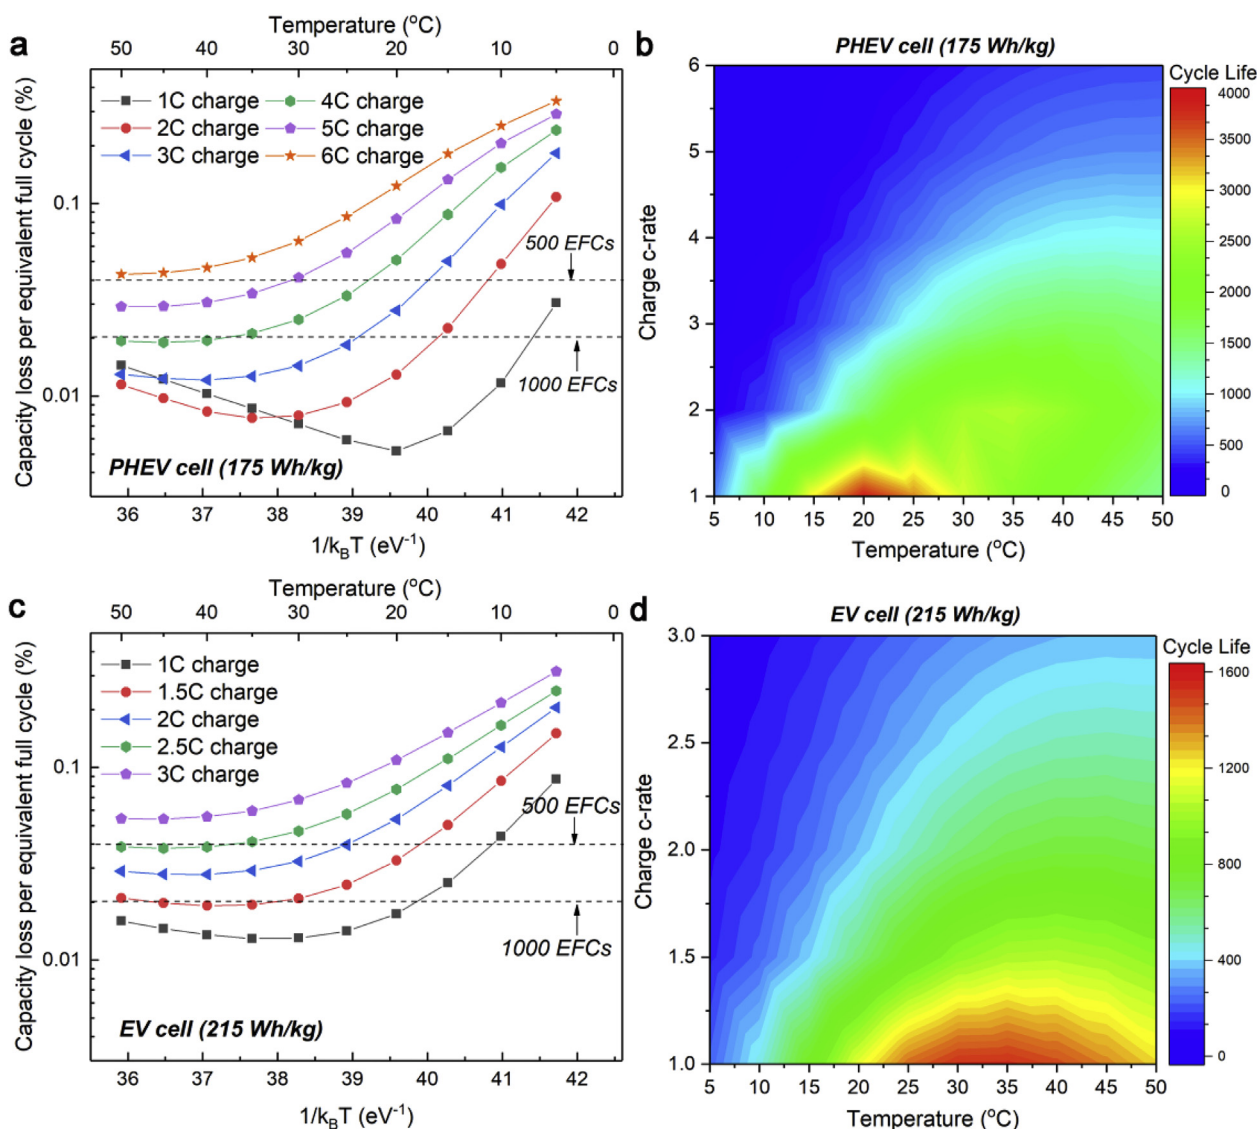 a
Temperature (ºC)
50 40 30 20 10 0
Capacity loss per equivalent full cycle (%)
0.1
0.01
1C charge
2C charge
3C charge
4C charge
5C charge
6C charge
500 EFCs
1000 EFCs
PHEV cell (175 Wh/kg)
36 37 38 39 40 41 42
1/kBT (eV-1)
b
PHEV cell (175 Wh/kg)
Cycle Life
Charge c-rate
6
5
4
3
2
1
5 10 15 20 25 30 35 40 45 50
Temperature (ºC)
4000
3500
3000
2500
2000
1500
1000
500
0
c
Temperature (ºC)
50 40 30 20 10 0
Capacity loss per equivalent full cycle (%)
0.1
0.01
1C charge
1.5C charge
2C charge
2.5C charge
3C charge
500 EFCs
1000 EFCs
EV cell (215 Wh/kg)
36 37 38 39 40 41 42
1/kBT (eV-1)
d
EV cell (215 Wh/kg)
Cycle Life
Charge c-rate
3.0
2.5
2.0
1.5
1.0
5 10 15 20 25 30 35 40 45 50
Temperature (ºC)
1600
1200
800
400
0